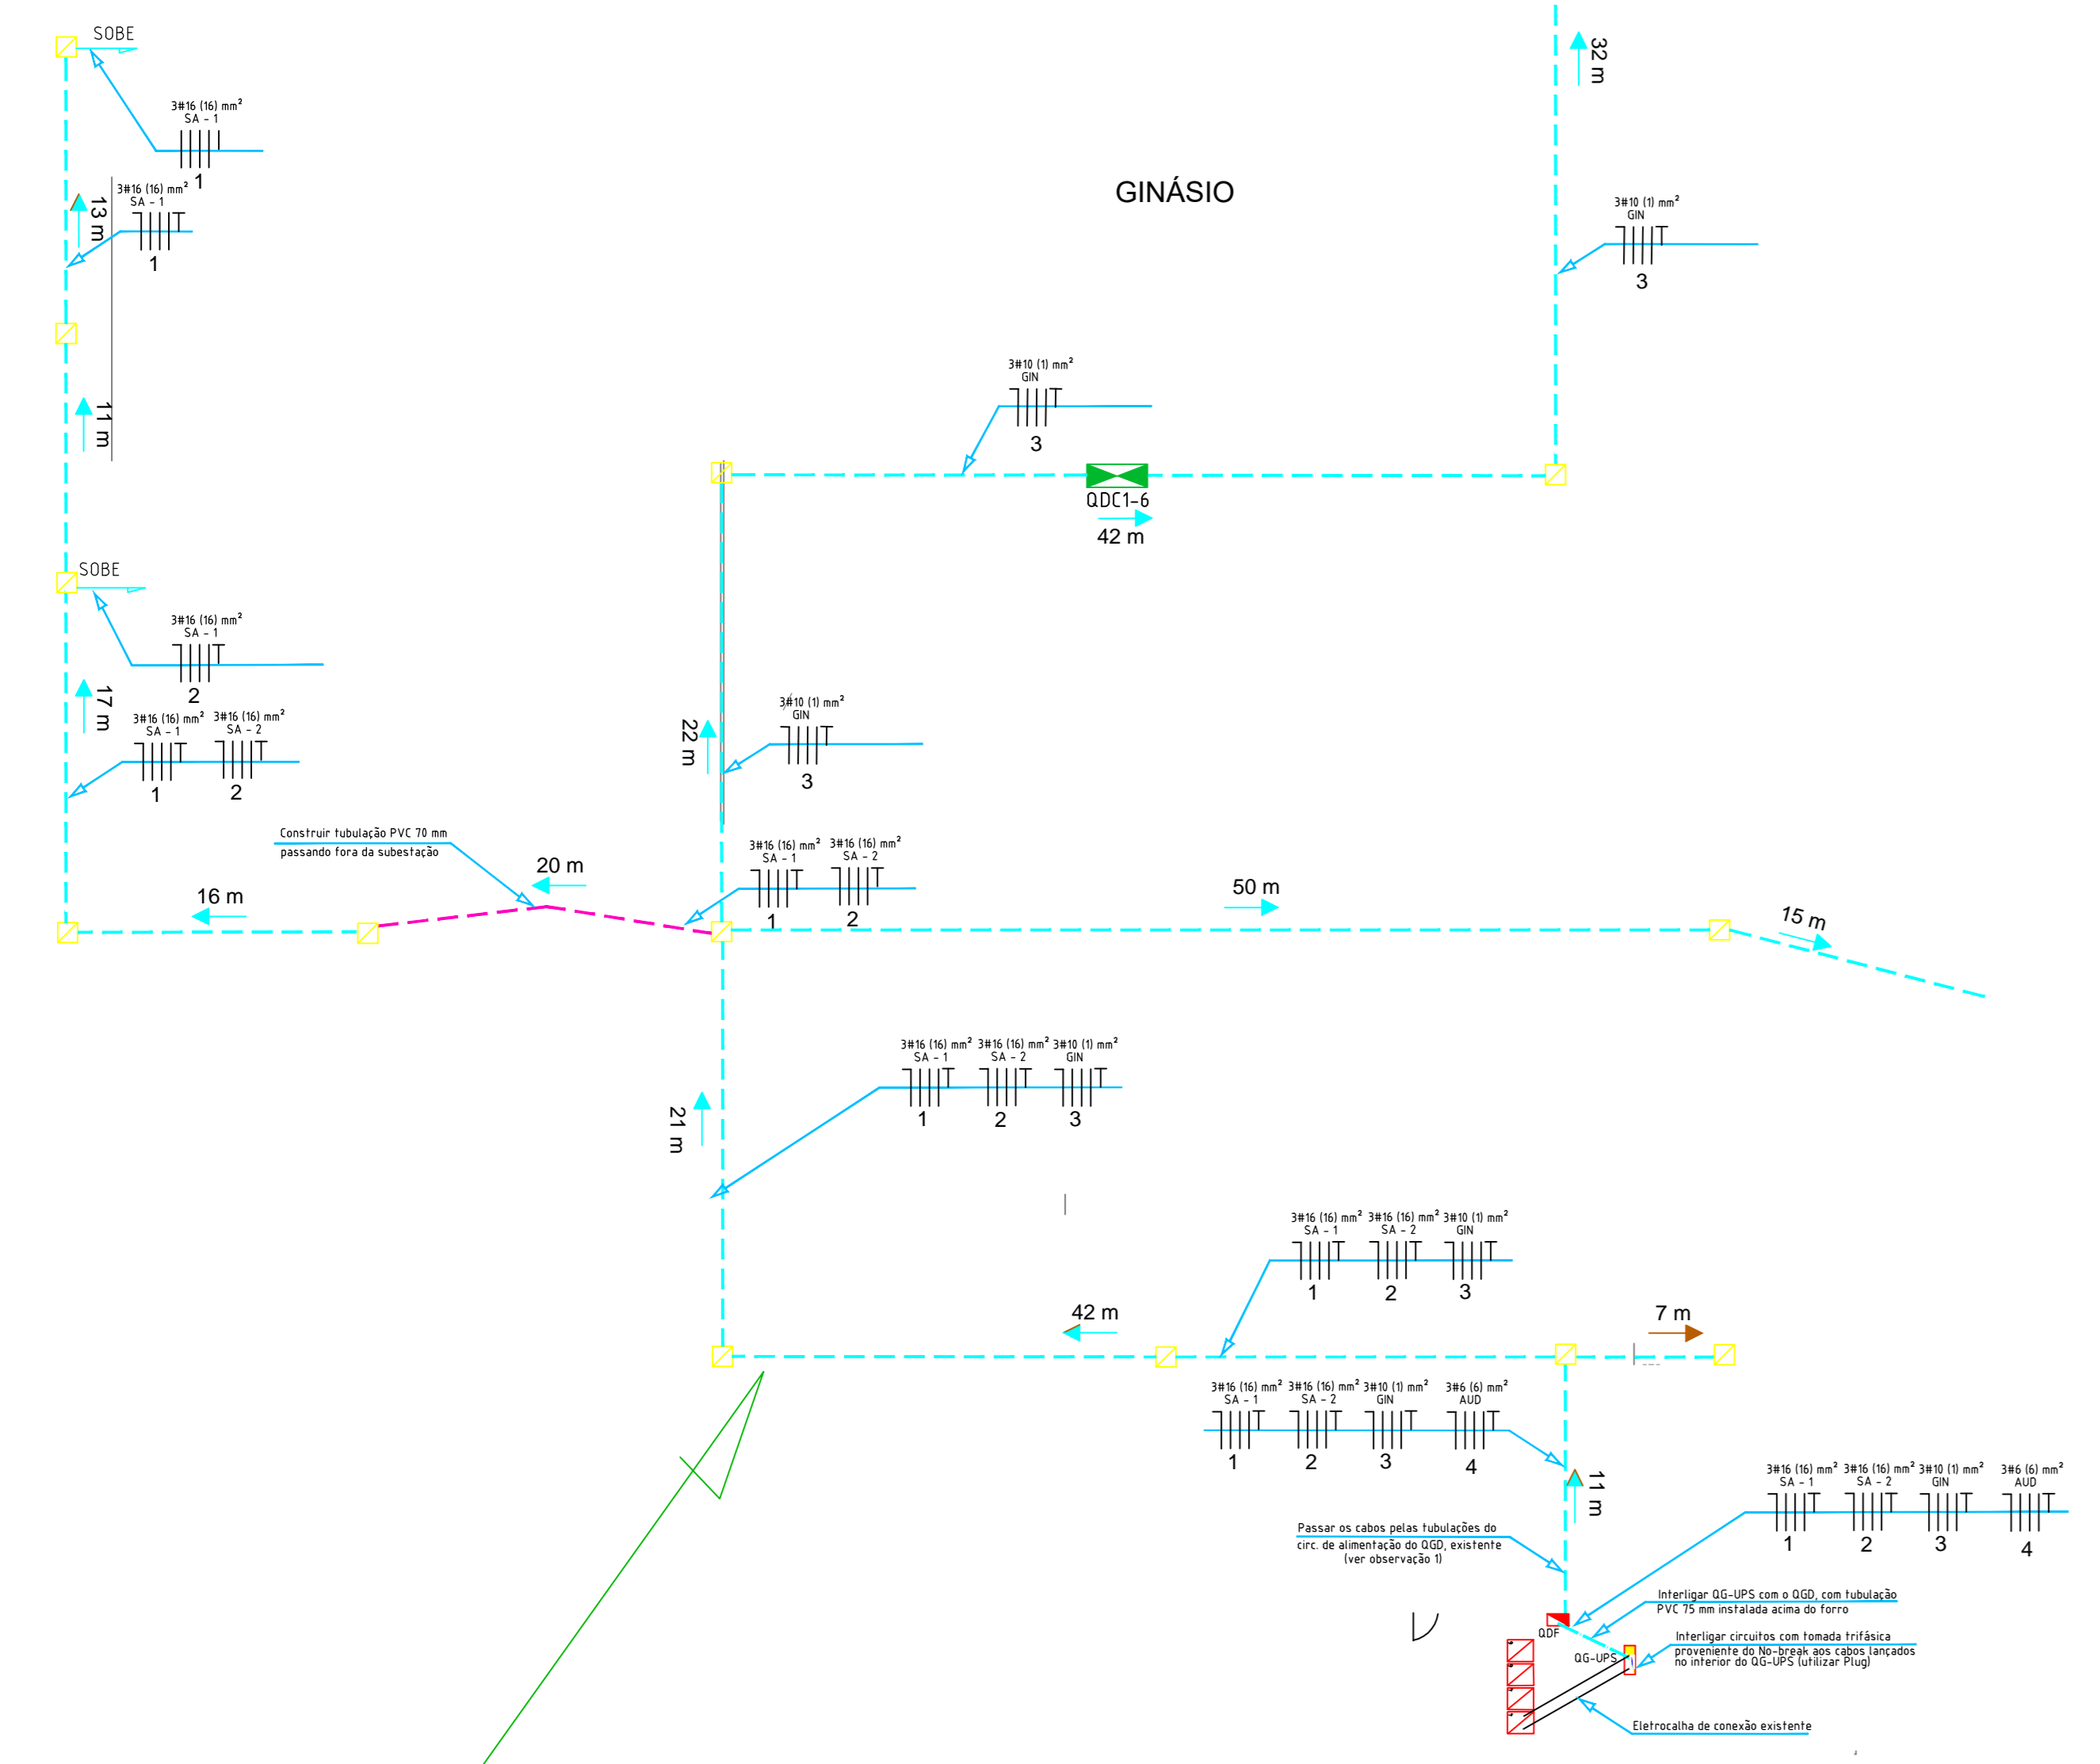 SOBE
3#16 (16) mm²
SA - 1
1
13 m
3#16 (16) mm²
SA - 1
1
11 m
SOBE
3#16 (16) mm²
SA - 1
2
17 m
3#16 (16) mm²
SA - 1
1
3#16 (16) mm²
SA - 2
2
Construir tubulação PVC 70 mm
passando fora da subestação
16 m
20 m
GINÁSIO
32 m
3#10 (1) mm²
GIN
3
3#10 (1) mm²
GIN
3
QDC1-6
42 m
22 m
3#10 (1) mm²
GIN
3
3#16 (16) mm²
SA - 1
1
3#16 (16) mm²
SA - 2
2
50 m
15 m
21 m
3#16 (16) mm²
SA - 1
1
3#16 (16) mm²
SA - 2
2
3#10 (1) mm²
GIN
3
3#16 (16) mm²
SA - 1
1
3#16 (16) mm²
SA - 2
2
3#10 (1) mm²
GIN
3
42 m
7 m
3#16 (16) mm²
SA - 1
1
3#16 (16) mm²
SA - 2
2
3#10 (1) mm²
GIN
3
3#6 (6) mm²
AUD
4
11 m
3#16 (16) mm²
SA - 1
1
3#16 (16) mm²
SA - 2
2
3#10 (1) mm²
GIN
3
3#6 (6) mm²
AUD
4
Passar os cabos pelas tubulações do
circ. de alimentação do QGD, existente
(ver observação 1)
Interligar QG-UPS com o QGD, com tubulação
PVC 75 mm instalada acima do forro
QDF
QG-UPS
Interligar circuitos com tomada trifásica
proveniente do No-break aos cabos lançados
no interior do QG-UPS (utilizar Plug)
Eletrocalha de conexão existente